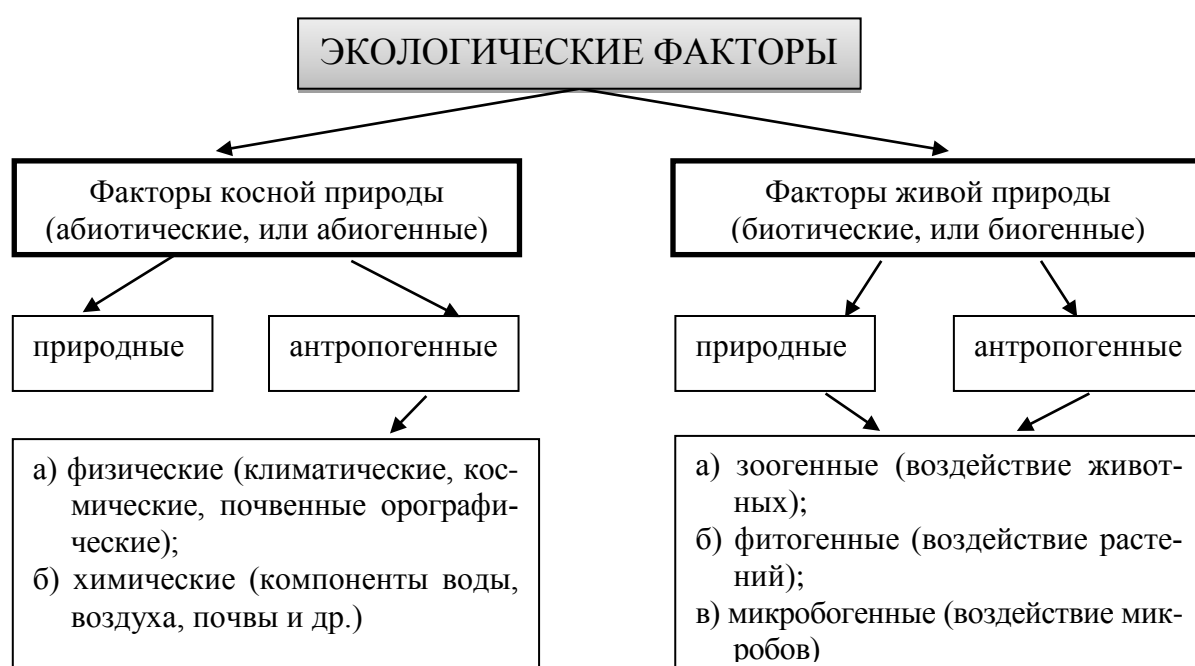 ЭКОЛОГИЧЕСКИЕ ФАКТОРЫ
Факторы косной природы
(абиотические, или абиогенные)
Факторы живой природы
(биотические, или биогенные)
природные
антропогенные
природные
антропогенные
а) физические (климатические, кос-
мические, почвенные орографи-
ческие);
б) химические (компоненты воды,
воздуха, почвы и др.)
а) зоогенные (воздействие живот-
ных);
б) фитогенные (воздействие расте-
ний);
в) микробогенные (воздействие мик-
робов)